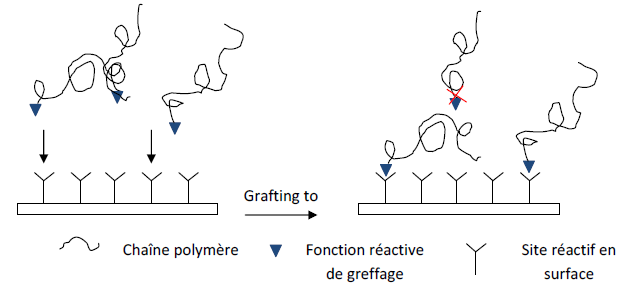 Grafting to
Chaîne polymère
Fonction réactive
de greffage
Site réactif en
surface